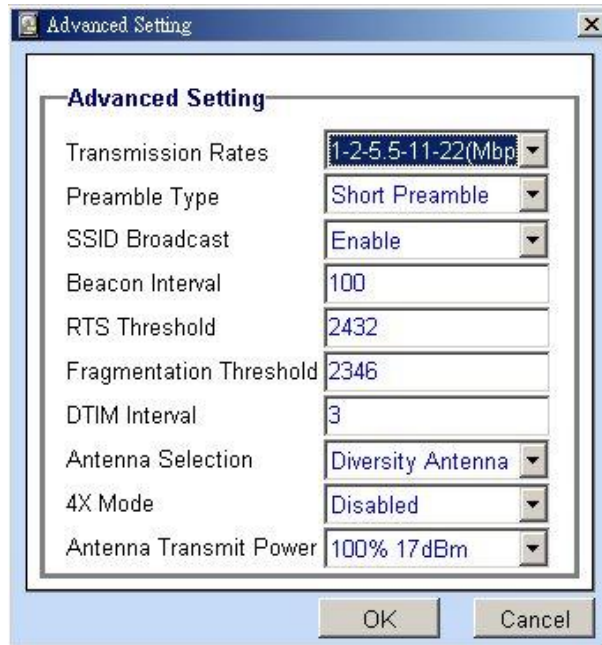 Advanced Setting
Advanced Setting
Transmission Rates 1-2-5.5-11-22(Mbp
Preamble Type Short Preamble
SSID Broadcast Enable
Beacon Interval 100
RTS Threshold 2432
Fragmentation Threshold 2346
DTIM Interval 3
Antenna Selection Diversity Antenna
4X Mode Disabled
Antenna Transmit Power 100% 17dBm
OK Cancel